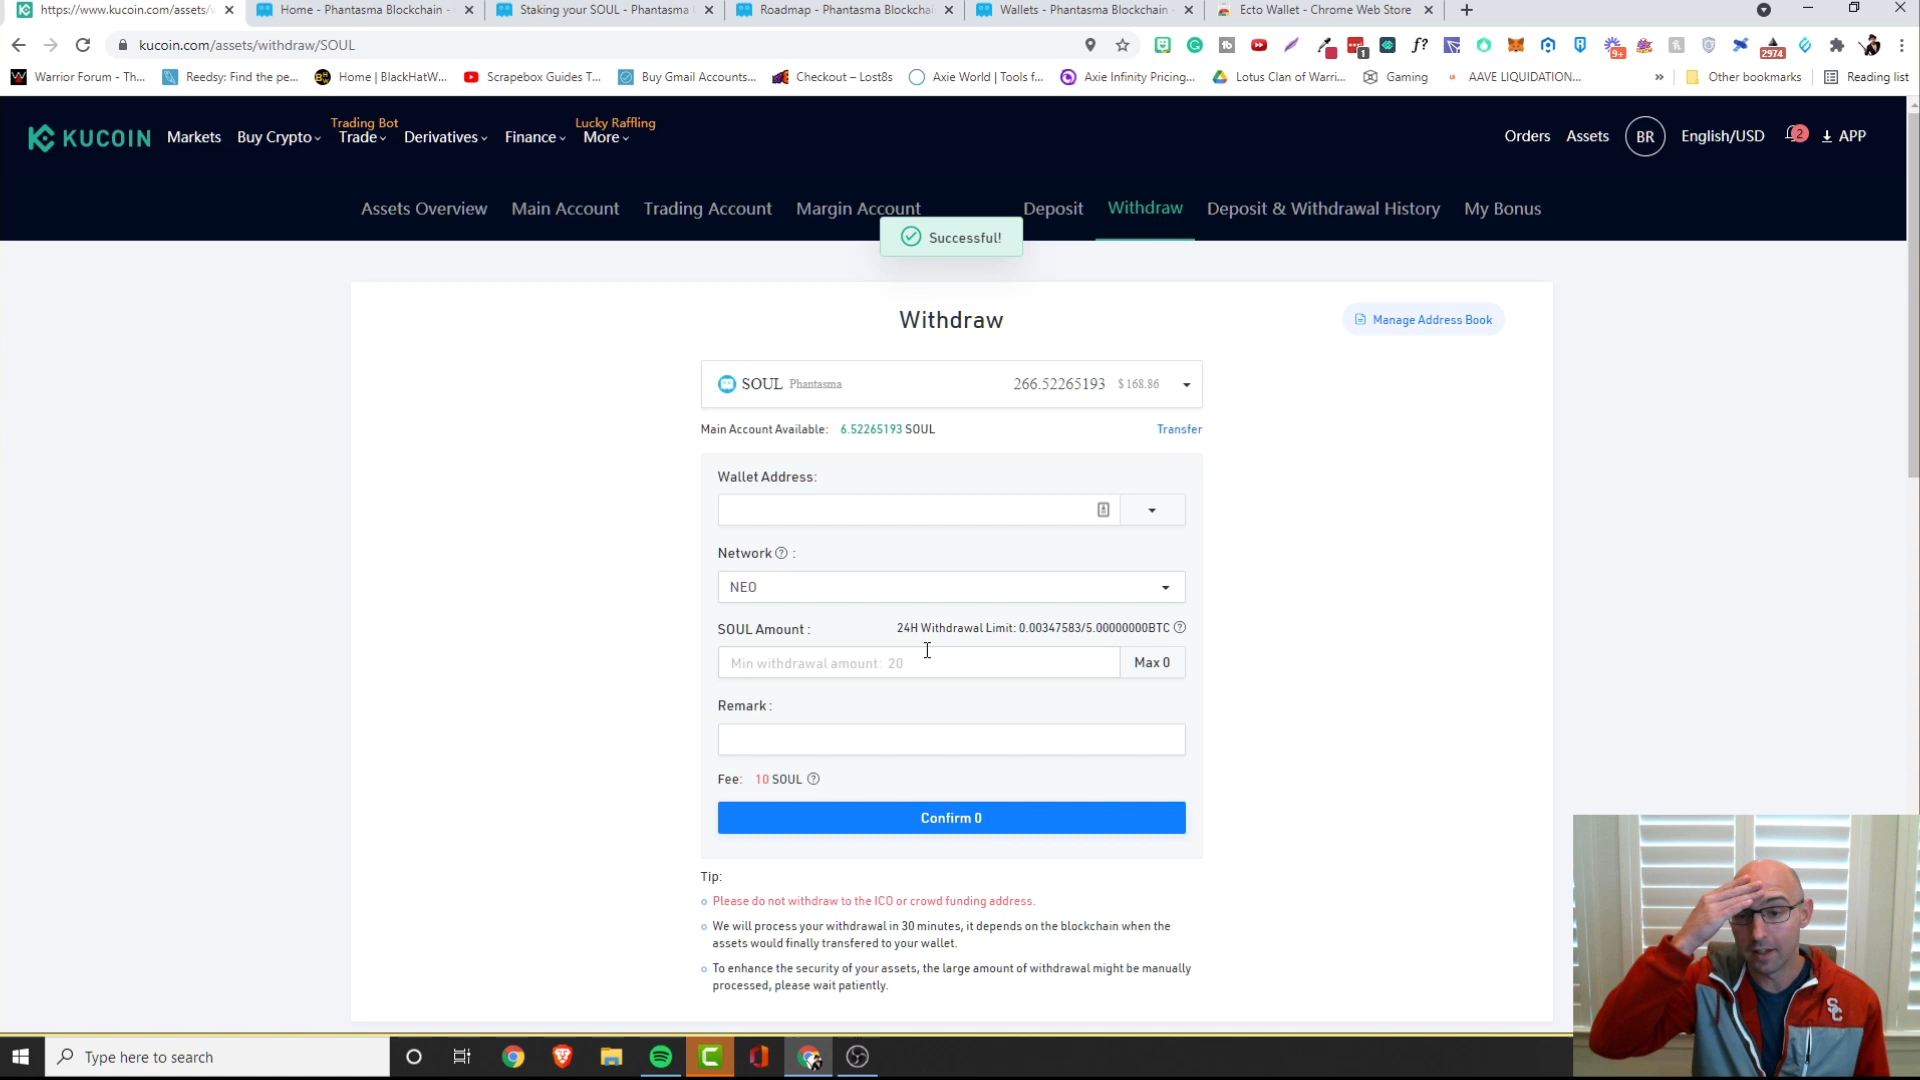 https://www.kucoin.com/assets/
Home - Phantasma Blockchain -
Staking your SOUL - Phantasma
Roadmap - Phantasma Blockchai
Wallets - Phantasma Blockchain
Ecto Wallet - Chrome Web Store
kucoin.com/assets/withdraw/SOUL
1
f?
9+
2974
Warrior Forum - Th...
Reedsy: Find the pe...
Home | BlackHatW...
Scrapebox Guides T...
Buy Gmail Accounts...
Checkout – Lost8s
Axie World | Tools f...
Axie Infinity Pricing...
Lotus Clan of Warri...
Gaming
AAVE LIQUIDATION...
»
Other bookmarks
Reading list
KUCOIN
Markets
Buy Crypto
Trading Bot
Trade
Derivatives
Finance
Lucky Raffling
More
Orders
Assets
BR
English/USD
2
APP
Assets Overview
Main Account
Trading Account
Margin Account
Deposit
Withdraw
Deposit & Withdrawal History
My Bonus
Successful!
Withdraw
Manage Address Book
SOUL Phantasma 266.52265193 $ 168.86
Main Account Available: 6.52265193 SOUL Transfer
Wallet Address:
Network ? :
NEO
SOUL Amount : 24H Withdrawal Limit: 0.00347583/5.00000000BTC ?
Min withdrawal amount: 20 Max 0
Remark :
Fee: 10 SOUL ?
Confirm 0
Tip:
Please do not withdraw to the ICO or crowd funding address.
We will process your withdrawal in 30 minutes, it depends on the blockchain when the
assets would finally transfered to your wallet.
To enhance the security of your assets, the large amount of withdrawal might be manually
processed, please wait patiently.
SC
Type here to search